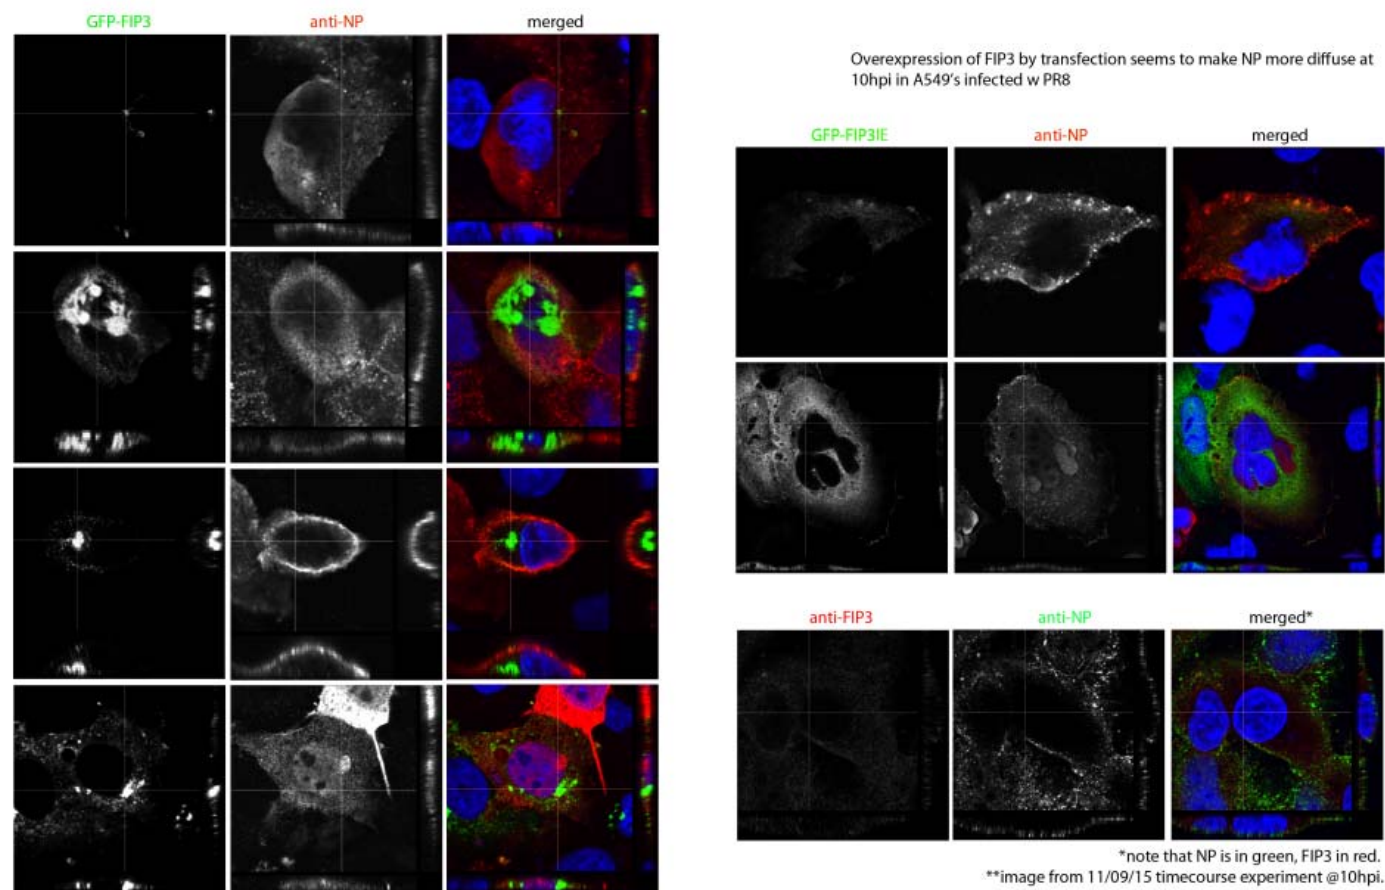 GFP-FIP3 anti-NP merged
Overexpression of FIP3 by transfection seems to make NP more diffuse at
10hpi in A549's infected w PR8
GFP-FIP3IE anti-NP merged
anti-FIP3 anti-NP merged*
*note that NP is in green, FIP3 in red.
**image from 11/09/15 timecourse experiment @10hpi.